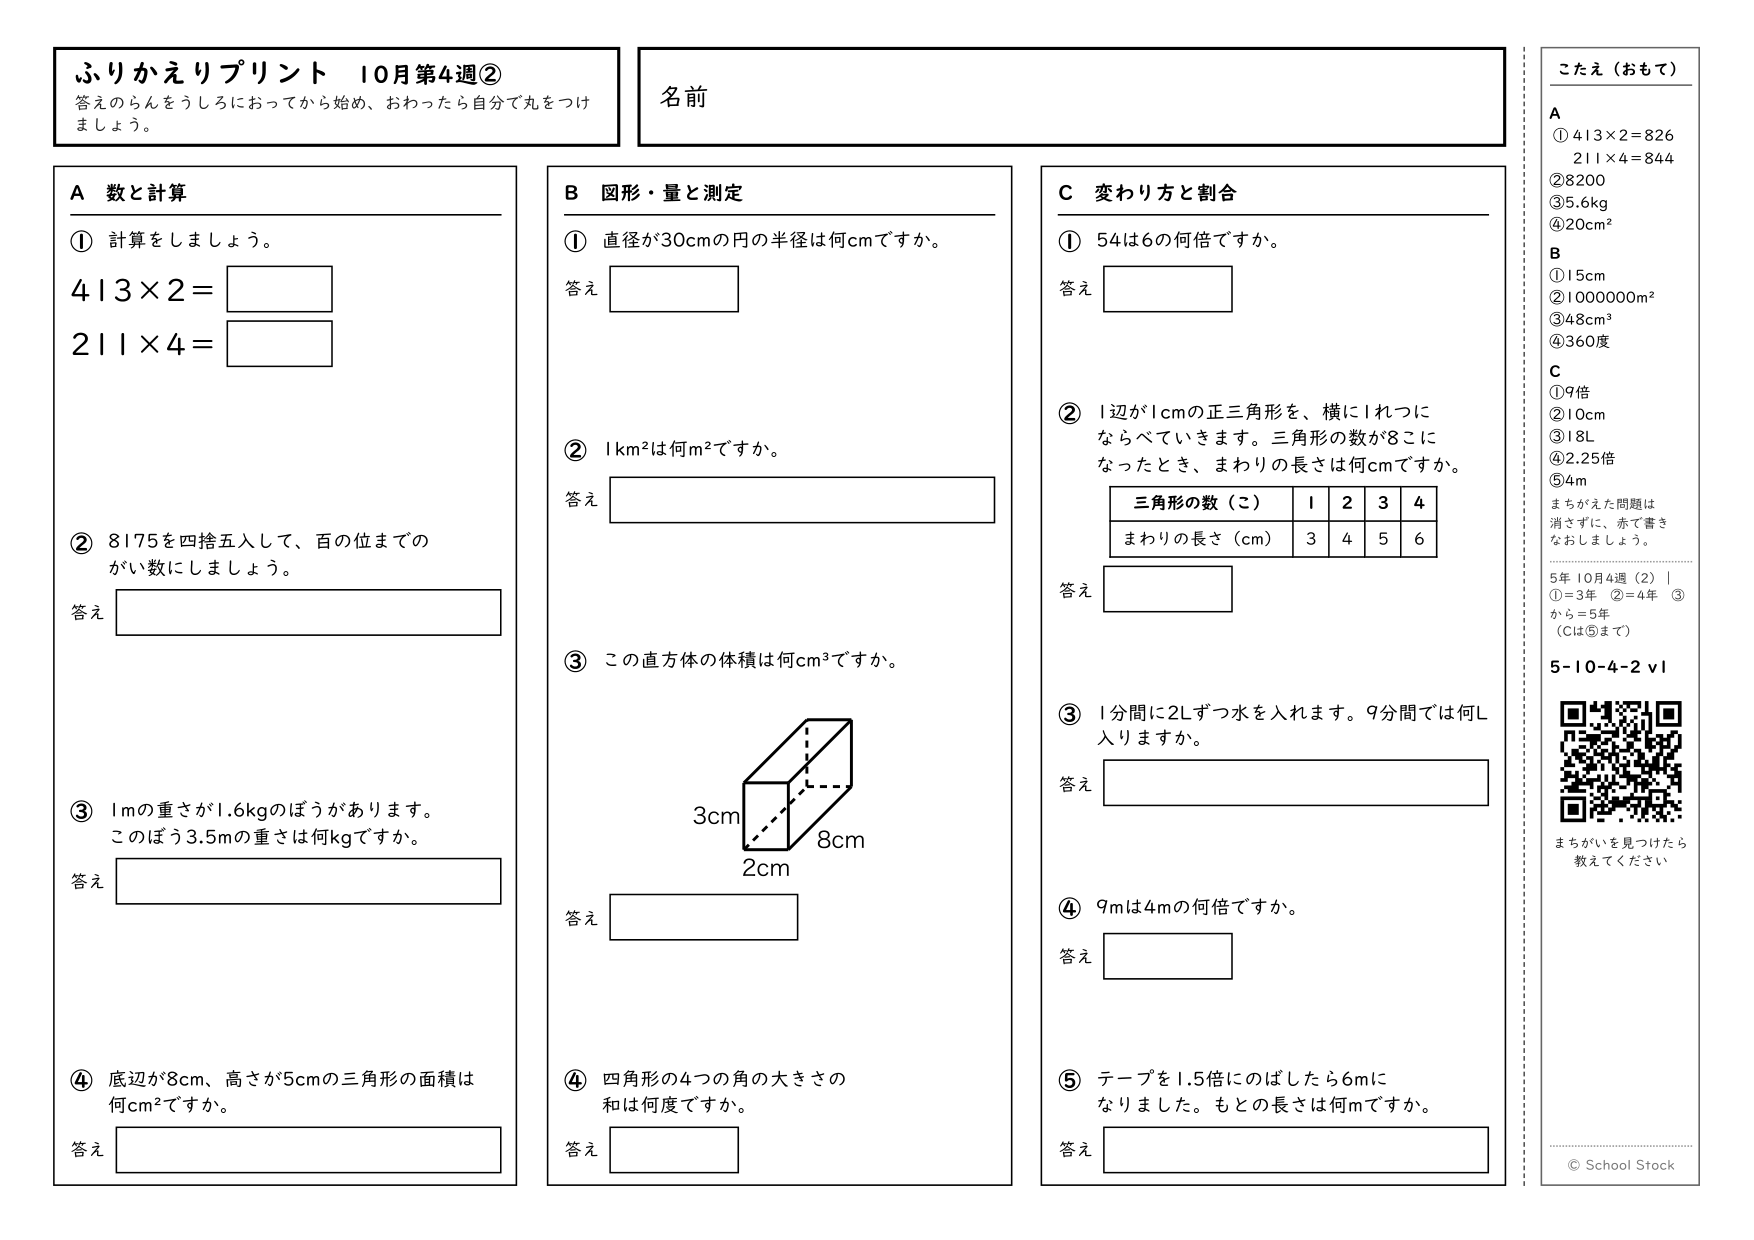 ふりかえりプリント　10月第4週②
答えのらんをうしろにおってから始め、おわったら自分で丸をつけ
ましょう。
名前
A　数と計算
① 計算をしましょう。
413×2＝
211×4＝
② 8175を四捨五入して、百の位までの
がい数にしましょう。
答え
③ 1mの重さが1.6kgのぼうがあります。
このぼう3.5mの重さは何kgですか。
答え
④ 底辺が8cm、高さが5cmの三角形の面積は
何cm²ですか。
答え
B　図形・量と測定
① 直径が30cmの円の半径は何cmですか。
答え
② 1km²は何m²ですか。
答え
③ この直方体の体積は何cm³ですか。
3cm
8cm
2cm
答え
④ 四角形の4つの角の大きさの
和は何度ですか。
答え
C　変わり方と割合
① 54は6の何倍ですか。
答え
② 1辺が1cmの正三角形を、横に1れつに
ならべていきます。三角形の数が8こに
なったとき、まわりの長さは何cmですか。
三角形の数（こ） 1 2 3 4
まわりの長さ（cm） 3 4 5 6
答え
③ 1分間に2Lずつ水を入れます。9分間では何L
入りますか。
答え
④ 9mは4mの何倍ですか。
答え
⑤ テープを1.5倍にのばしたら6mに
なりました。もとの長さは何mですか。
答え
こたえ（おもて）
A
① 413×2＝826
211×4＝844
②8200
③5.6kg
④20cm²
B
①15cm
②1000000m²
③48cm³
④360度
C
①9倍
②10cm
③18L
④2.25倍
⑤4m
まちがえた問題は
消さずに、赤で書き
なおしましょう。
5年 10月4週（2）｜
①＝3年　②＝4年　③
から＝5年
（Cは⑤まで）
5-10-4-2 v1
まちがいを見つけたら
教えてください
© School Stock